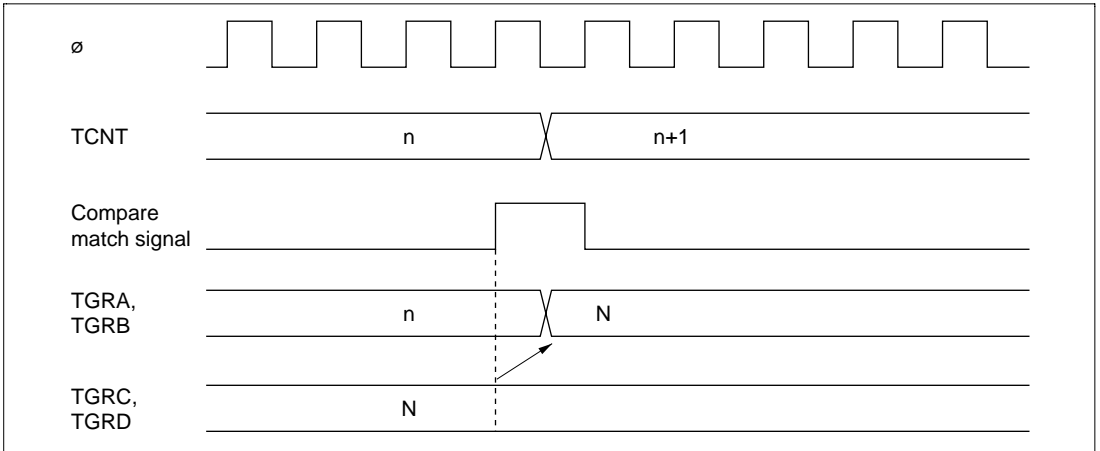 ø
TCNT
n
n+1
Compare
match signal
TGRA,
TGRB
n
N
TGRC,
TGRD
N